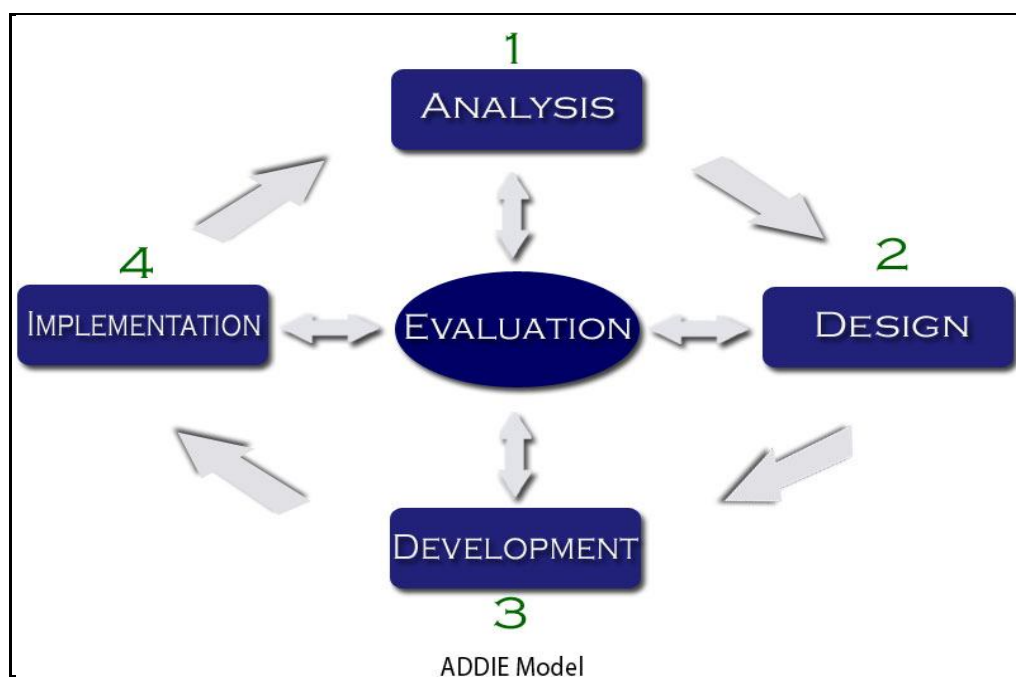 1
ANALYSIS
4
2
IMPLEMENTATION
EVALUATION
DESIGN
DEVELOPMENT
3
ADDIE Model